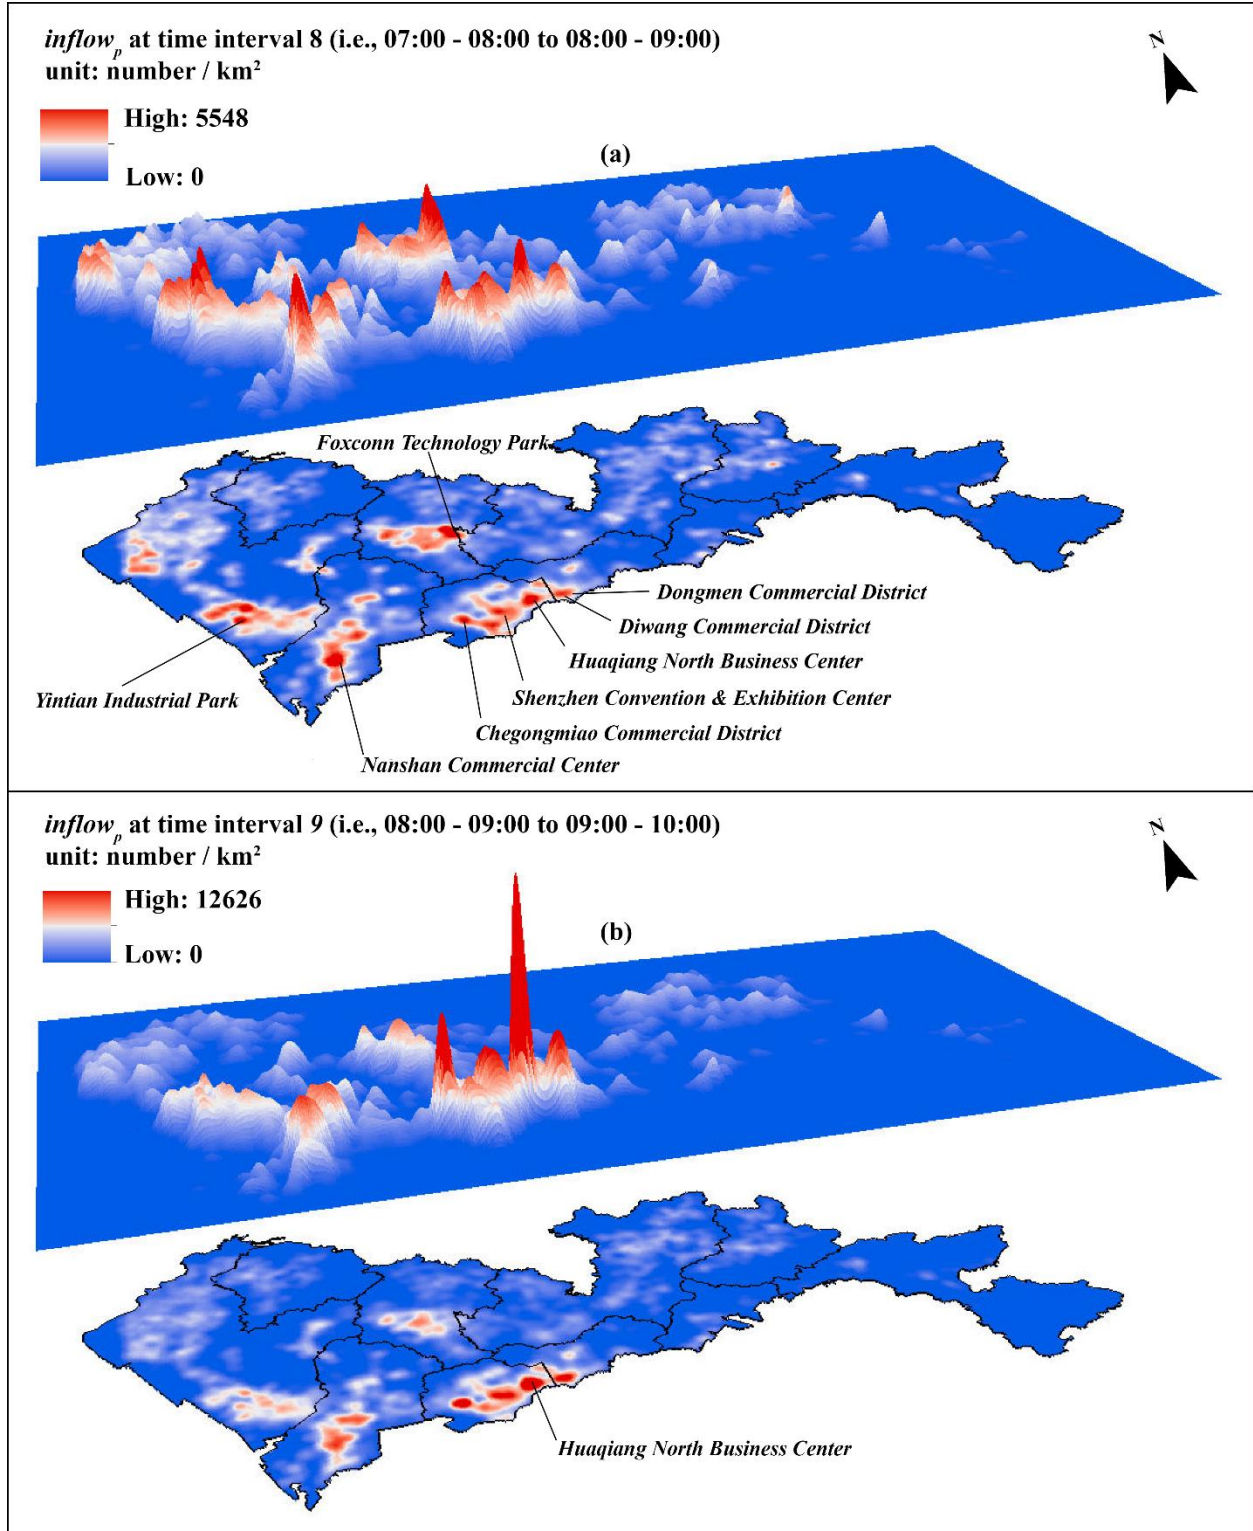 inflowp at time interval 8 (i.e., 07:00 - 08:00 to 08:00 - 09:00)
unit: number / km²
N
High: 5548
Low: 0
(a)
Foxconn Technology Park
Dongmen Commercial District
Diwang Commercial District
Huaqiang North Business Center
Yintian Industrial Park
Shenzhen Convention & Exhibition Center
Chegongmiao Commercial District
Nanshan Commercial Center
inflowp at time interval 9 (i.e., 08:00 - 09:00 to 09:00 - 10:00)
unit: number / km²
N
High: 12626
Low: 0
(b)
Huaqiang North Business Center